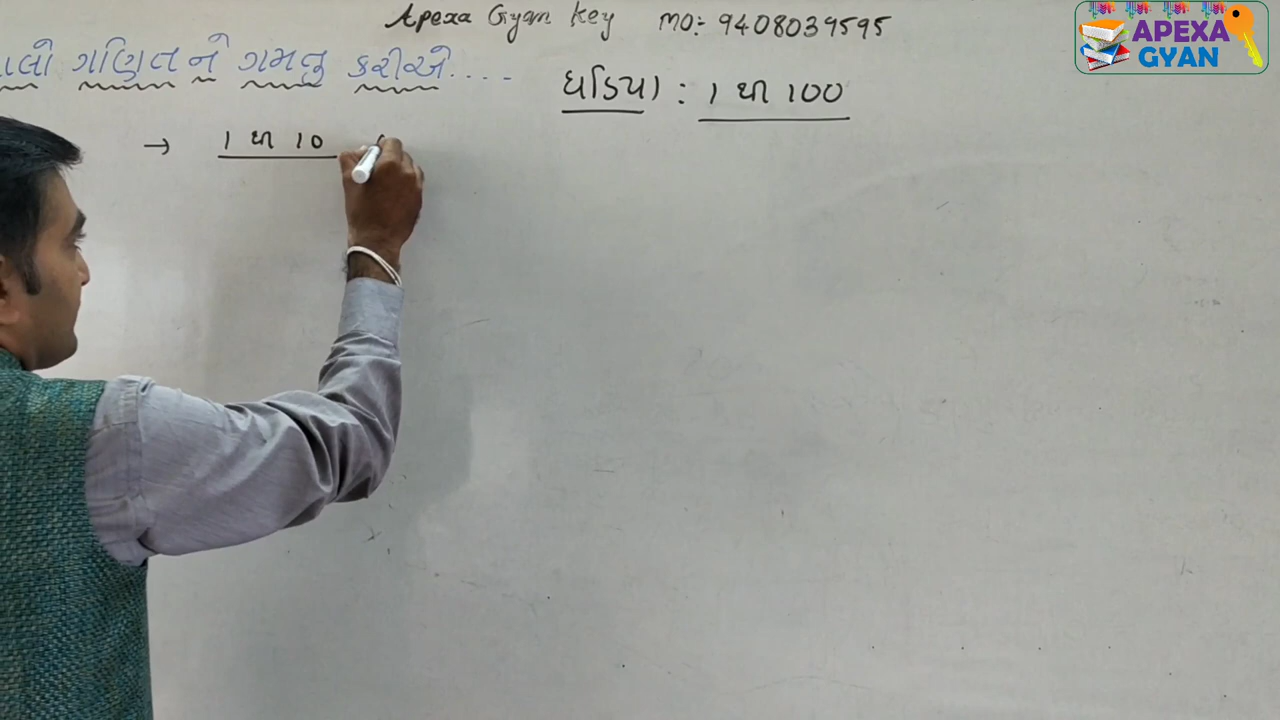 Apexa Gyan Key MO: 9408039595
APEXA
GYAN
ગણિત ને ગમતુ કરીએ....
ઘડિયા : 1 થી 100
→ 1 થી 10